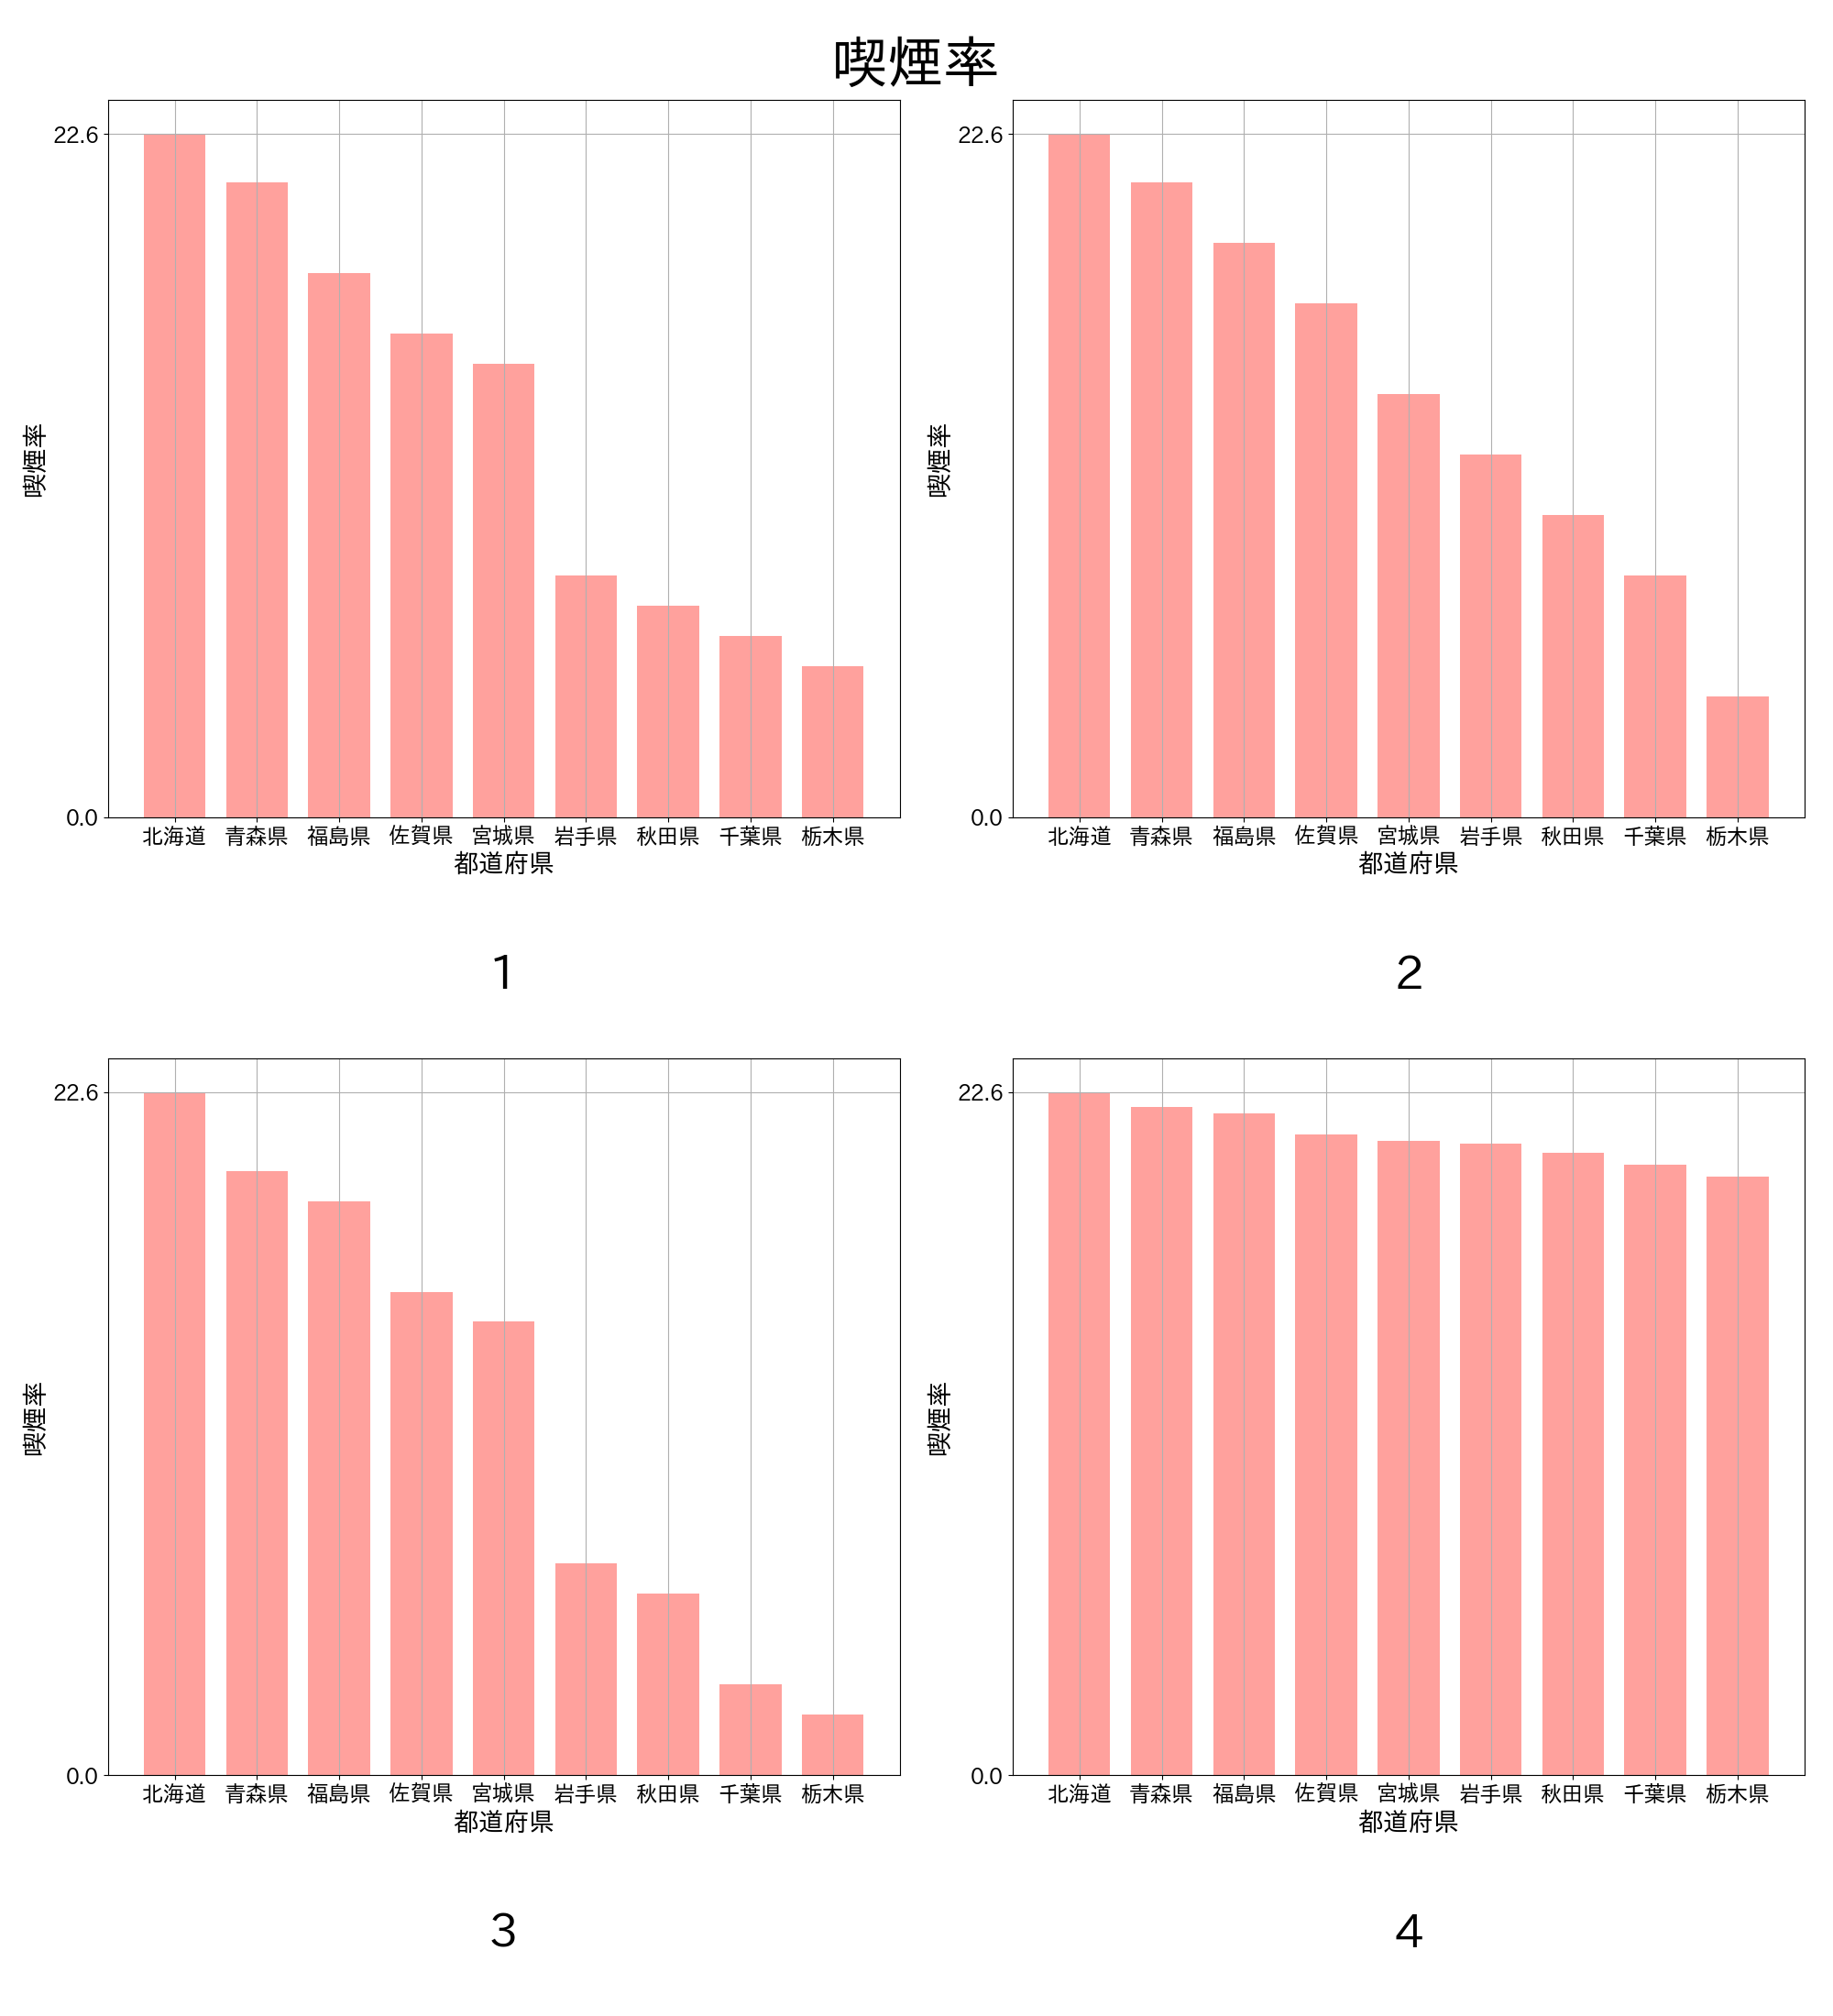 喫煙率
22.6
0.0
喫煙率
北海道 青森県 福島県 佐賀県 宮城県 岩手県 秋田県 千葉県 栃木県
都道府県
1
22.6
0.0
喫煙率
北海道 青森県 福島県 佐賀県 宮城県 岩手県 秋田県 千葉県 栃木県
都道府県
2
22.6
0.0
喫煙率
北海道 青森県 福島県 佐賀県 宮城県 岩手県 秋田県 千葉県 栃木県
都道府県
3
22.6
0.0
喫煙率
北海道 青森県 福島県 佐賀県 宮城県 岩手県 秋田県 千葉県 栃木県
都道府県
4